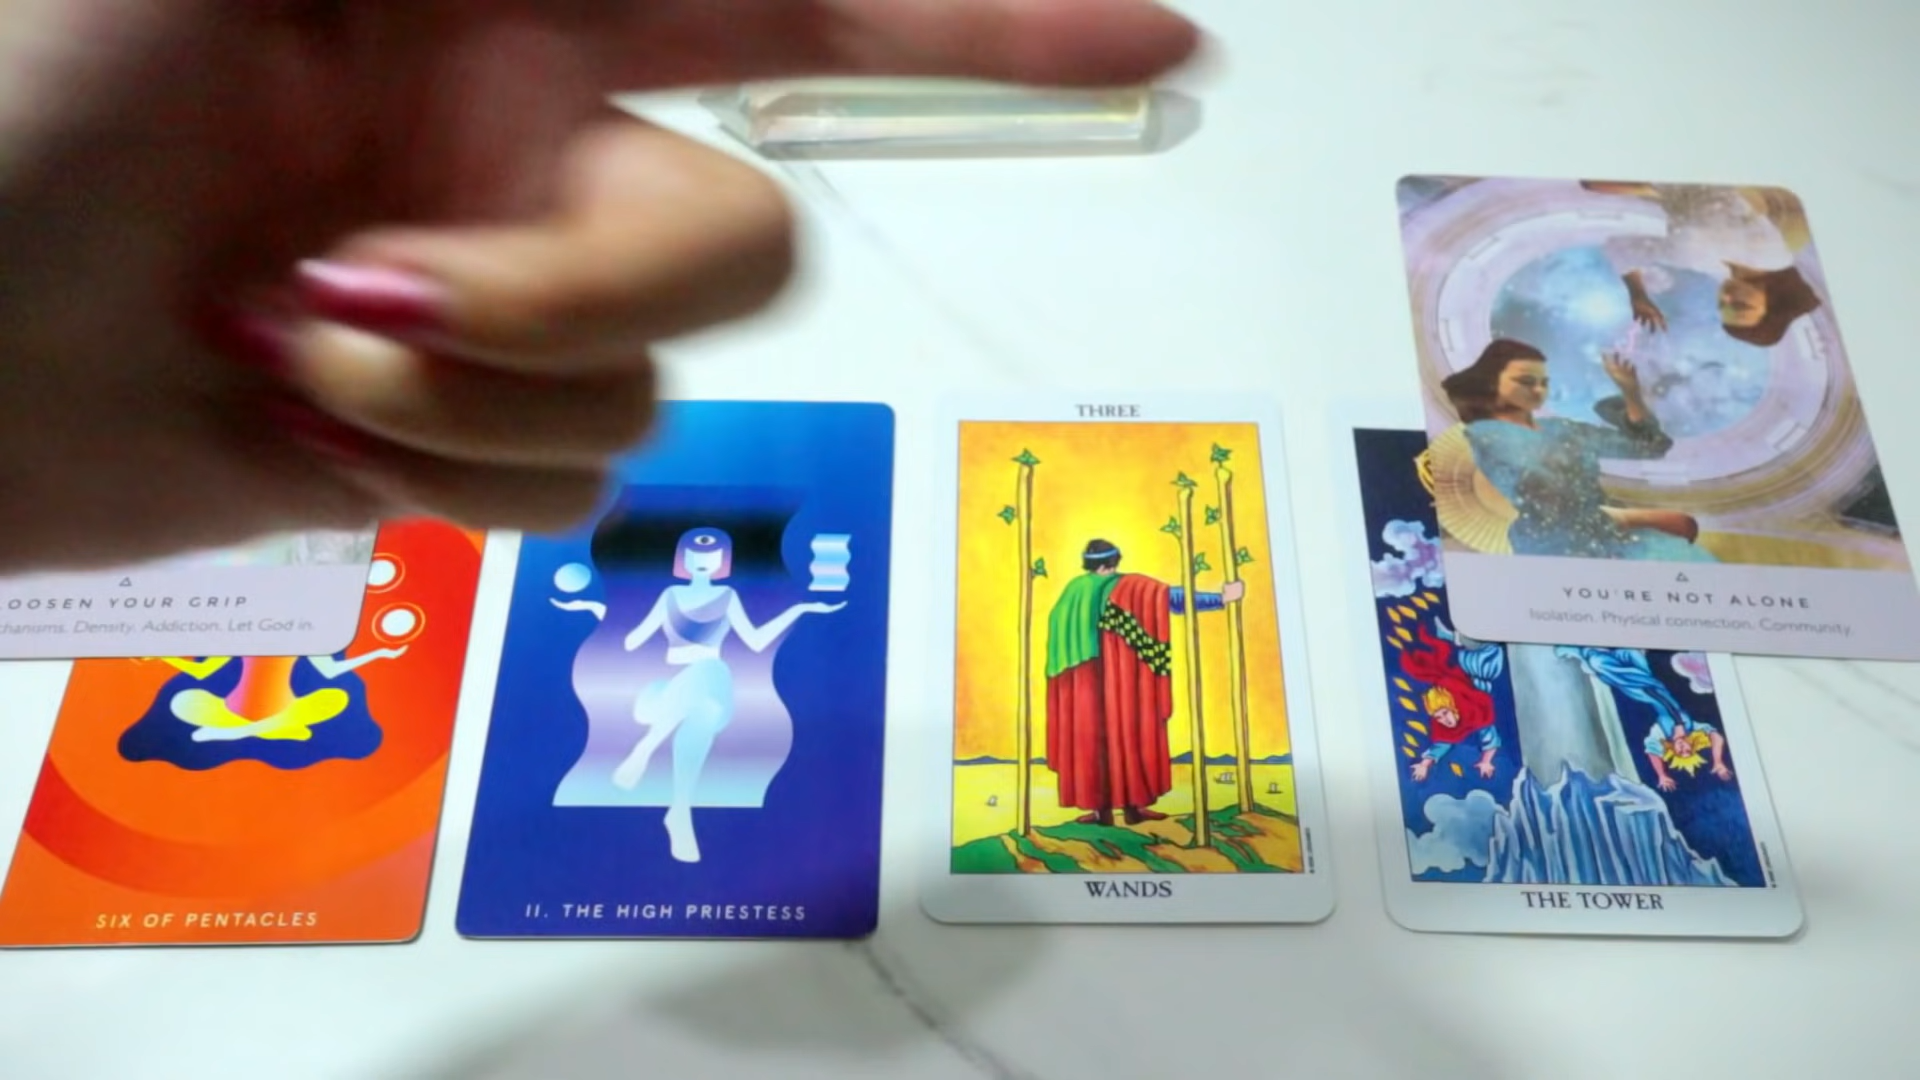 OOSEN YOUR GRIP
chanisms. Density. Addiction. Let God in.
SIX OF PENTACLES
II. THE HIGH PRIESTESS
THREE
WANDS
YOU'RE NOT ALONE
Isolation. Physical connection. Community.
THE TOWER